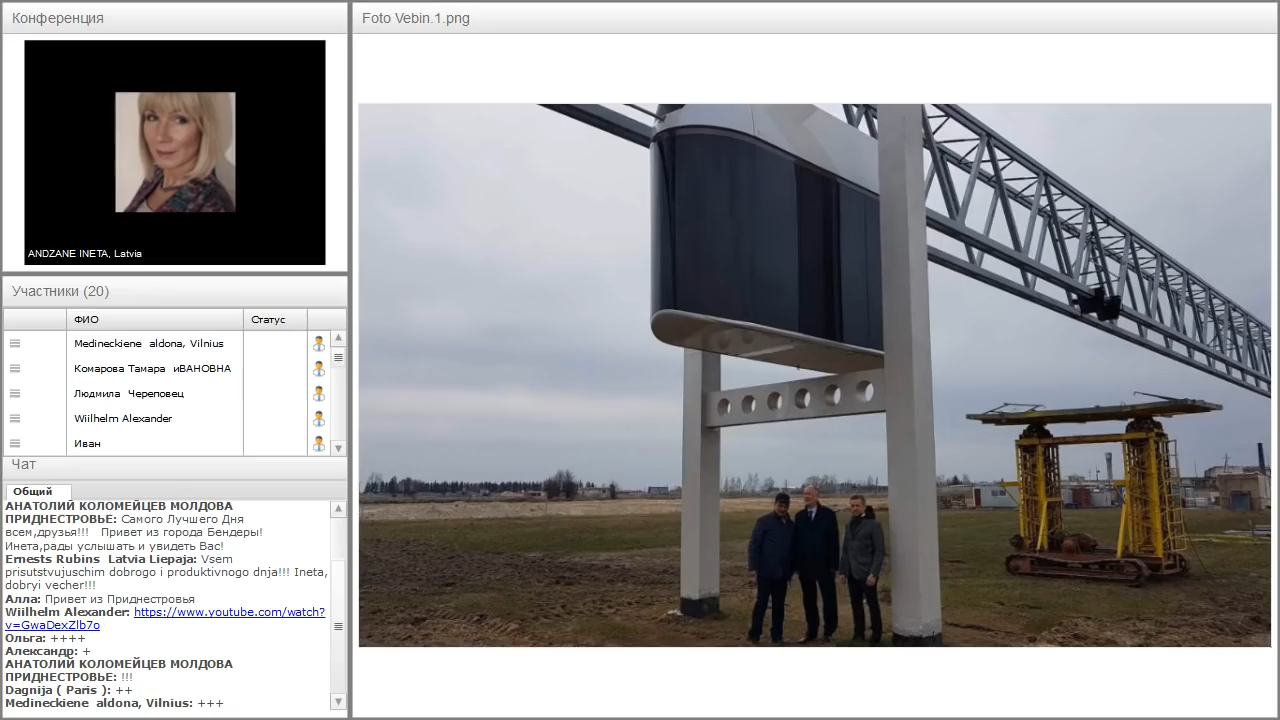 Конференция
ANDZANE INETA, Latvia
Участники (20)
ФИО
Статус
Medineckiene aldona, Vilnius
Комарова Тамара иВАНОВНА
Людмила Череповец
Wiilhelm Alexander
Иван
Чат
Общий
АНАТОЛИЙ КОЛОМЕЙЦЕВ МОЛДОВА
ПРИДНЕСТРОВЬЕ: Самого Лучшего Дня
всем,друзья!!! Привет из города Бендеры!
Инета,рады услышать и увидеть Вас!
Ernests Rubins Latvia Liepaja: Vsem
prisutstvujuschim dobrogo i produktivnogo dnja!!! Ineta,
dobryi vecher!!!
Алла: Привет из Приднестровья
Wiilhelm Alexander: https://www.youtube.com/watch?
v=GwaDexZlb7o
Ольга: ++++
Александр: +
АНАТОЛИЙ КОЛОМЕЙЦЕВ МОЛДОВА
ПРИДНЕСТРОВЬЕ: !!!
Dagnija ( Paris ): ++
Medineckiene aldona, Vilnius: +++
Foto Vebin.1.png